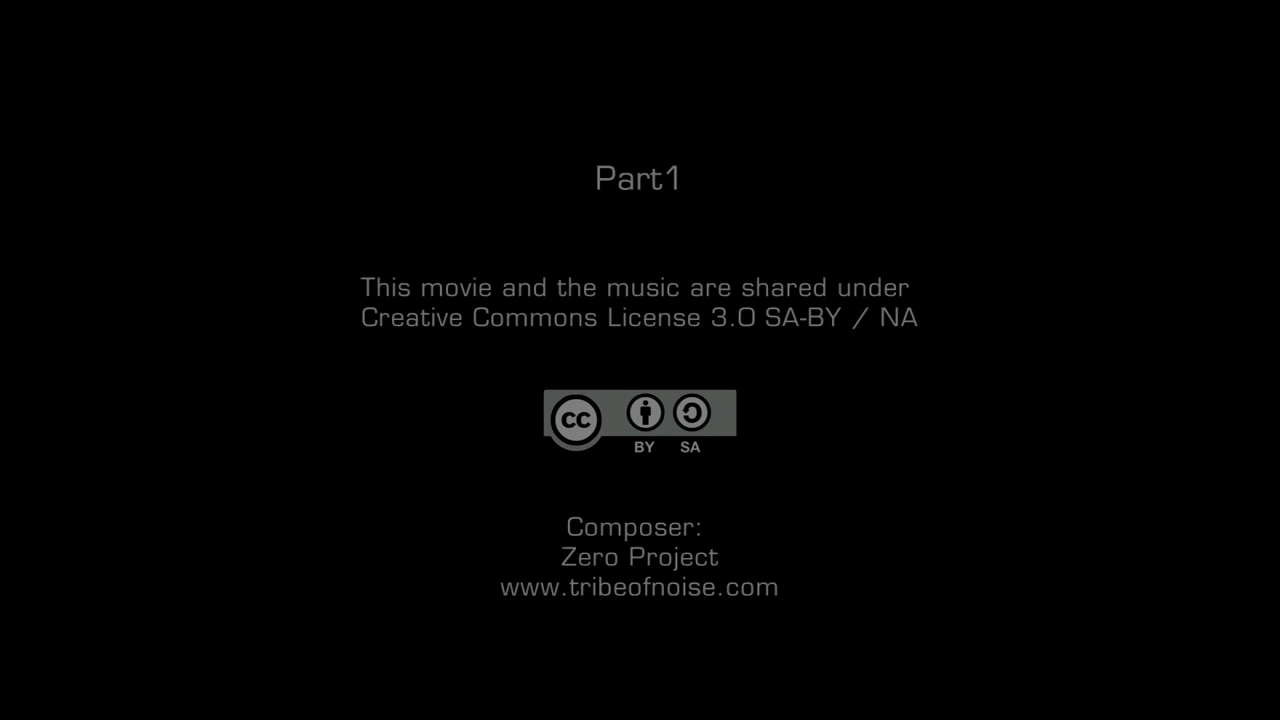 Part1
This movie and the music are shared under
Creative Commons License 3.0 SA-BY / NA
cc
BY SA
Composer:
Zero Project
www.tribeofnoise.com